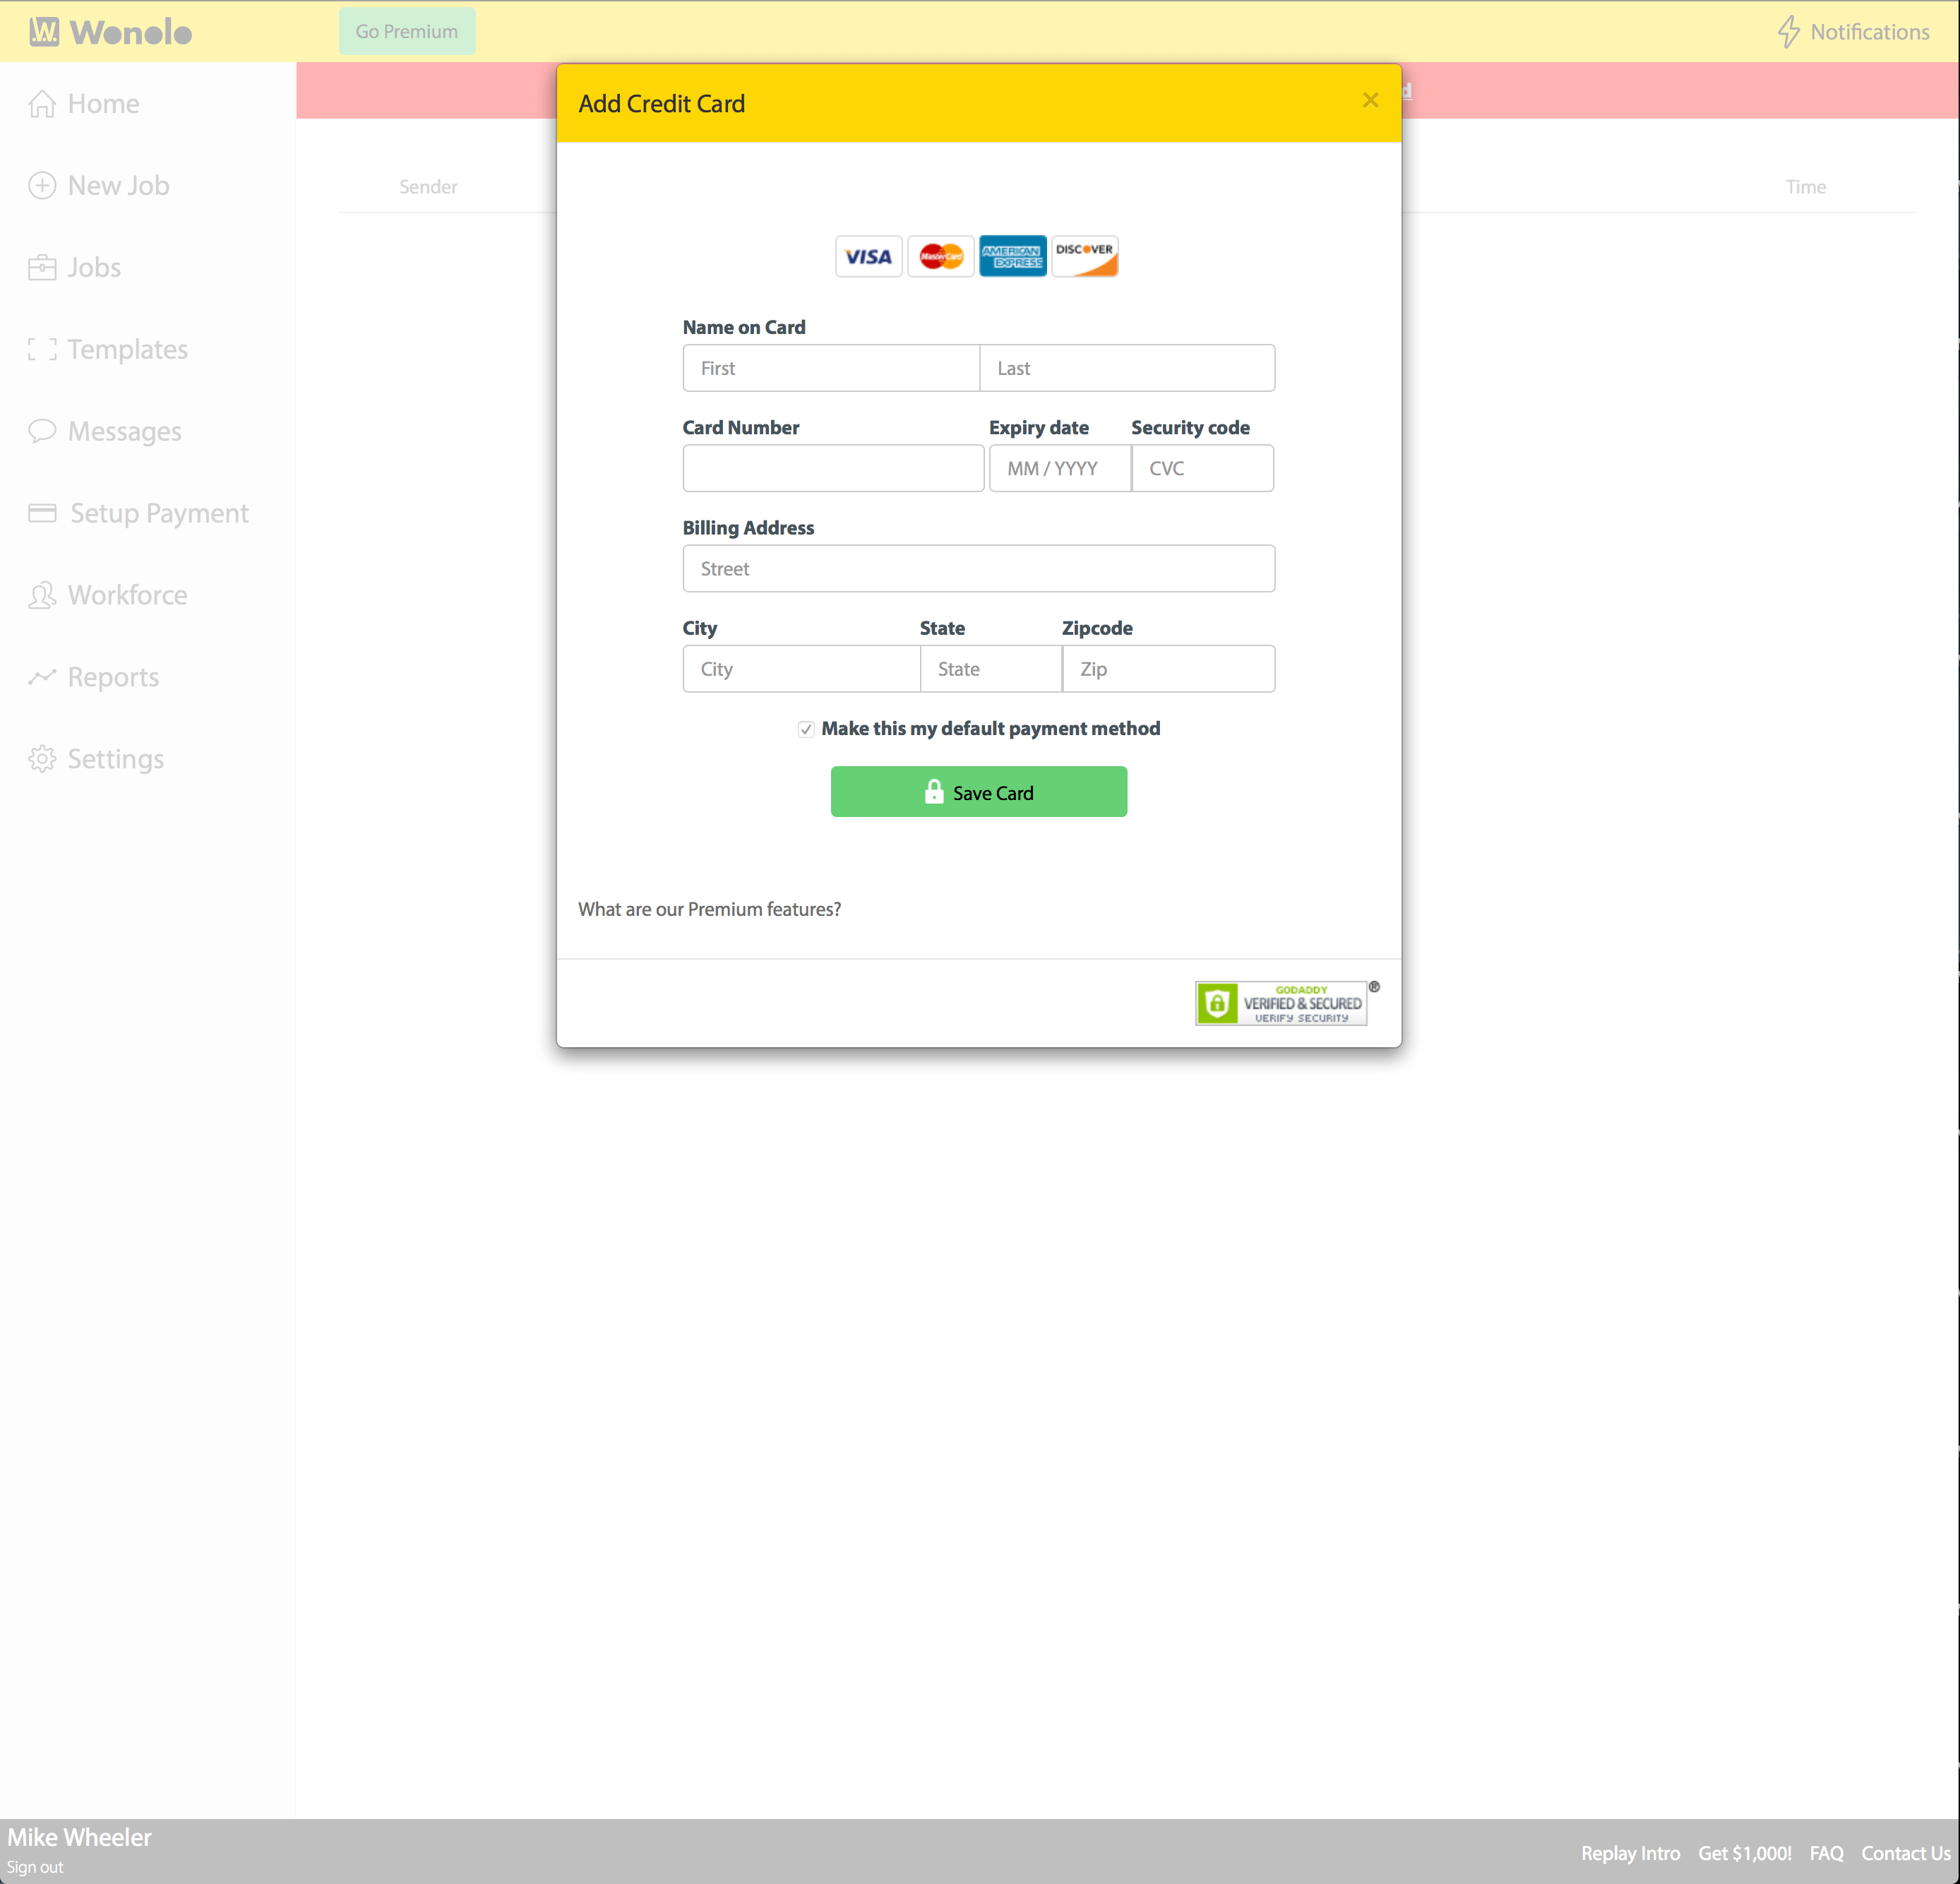 W. Wonolo
Go Premium
Notifications
Home
New Job
Jobs
Templates
Messages
Setup Payment
Workforce
Reports
Settings
d
Sender
Time
Add Credit Card
×
VISA
MasterCard
AMERICAN
EXPRESS
DISCOVER
Name on Card
First
Last
Card Number
Expiry date
Security code
MM / YYYY
CVC
Billing Address
Street
City
State
Zipcode
City
State
Zip
Make this my default payment method
Save Card
What are our Premium features?
GODADDY
VERIFIED & SECURED
VERIFY SECURITY
®
Mike Wheeler
Sign out
Replay Intro
Get $1,000!
FAQ
Contact Us